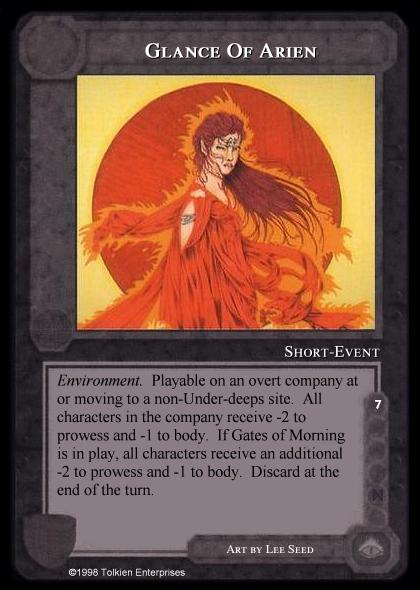 GLANCE OF ARIEN
SHORT-EVENT
Environment. Playable on an overt company at
or moving to a non-Under-deeps site. All
characters in the company receive -2 to
prowess and -1 to body. If Gates of Morning
is in play, all characters receive an additional
-2 to prowess and -1 to body. Discard at the
end of the turn.
7
ART BY LEE SEED
©1998 Tolkien Enterprises